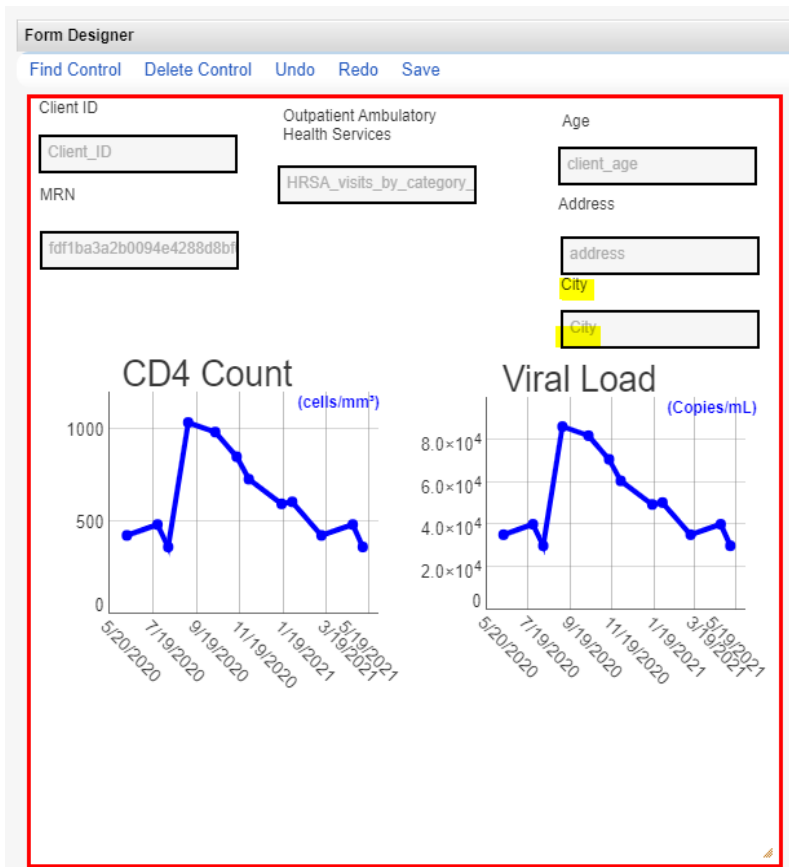 Form Designer
Find Control Delete Control Undo Redo Save
Client ID
Outpatient Ambulatory
Health Services
Age
Client_ID
HRSA_visits_by_category_
client_age
MRN
Address
fdf1ba3a2b0094e4288d8bf
address
City
City
CD4 Count
(cells/mm³)
1000
500
0
5/20/2020 7/19/2020 9/19/2020 11/19/2020 1/19/2021 3/19/2021 5/19/2021
Viral Load
(Copies/mL)
8.0×10⁴
6.0×10⁴
4.0×10⁴
2.0×10⁴
0
5/20/2020 7/19/2020 9/19/2020 11/19/2020 1/19/2021 3/19/2021 5/19/2021